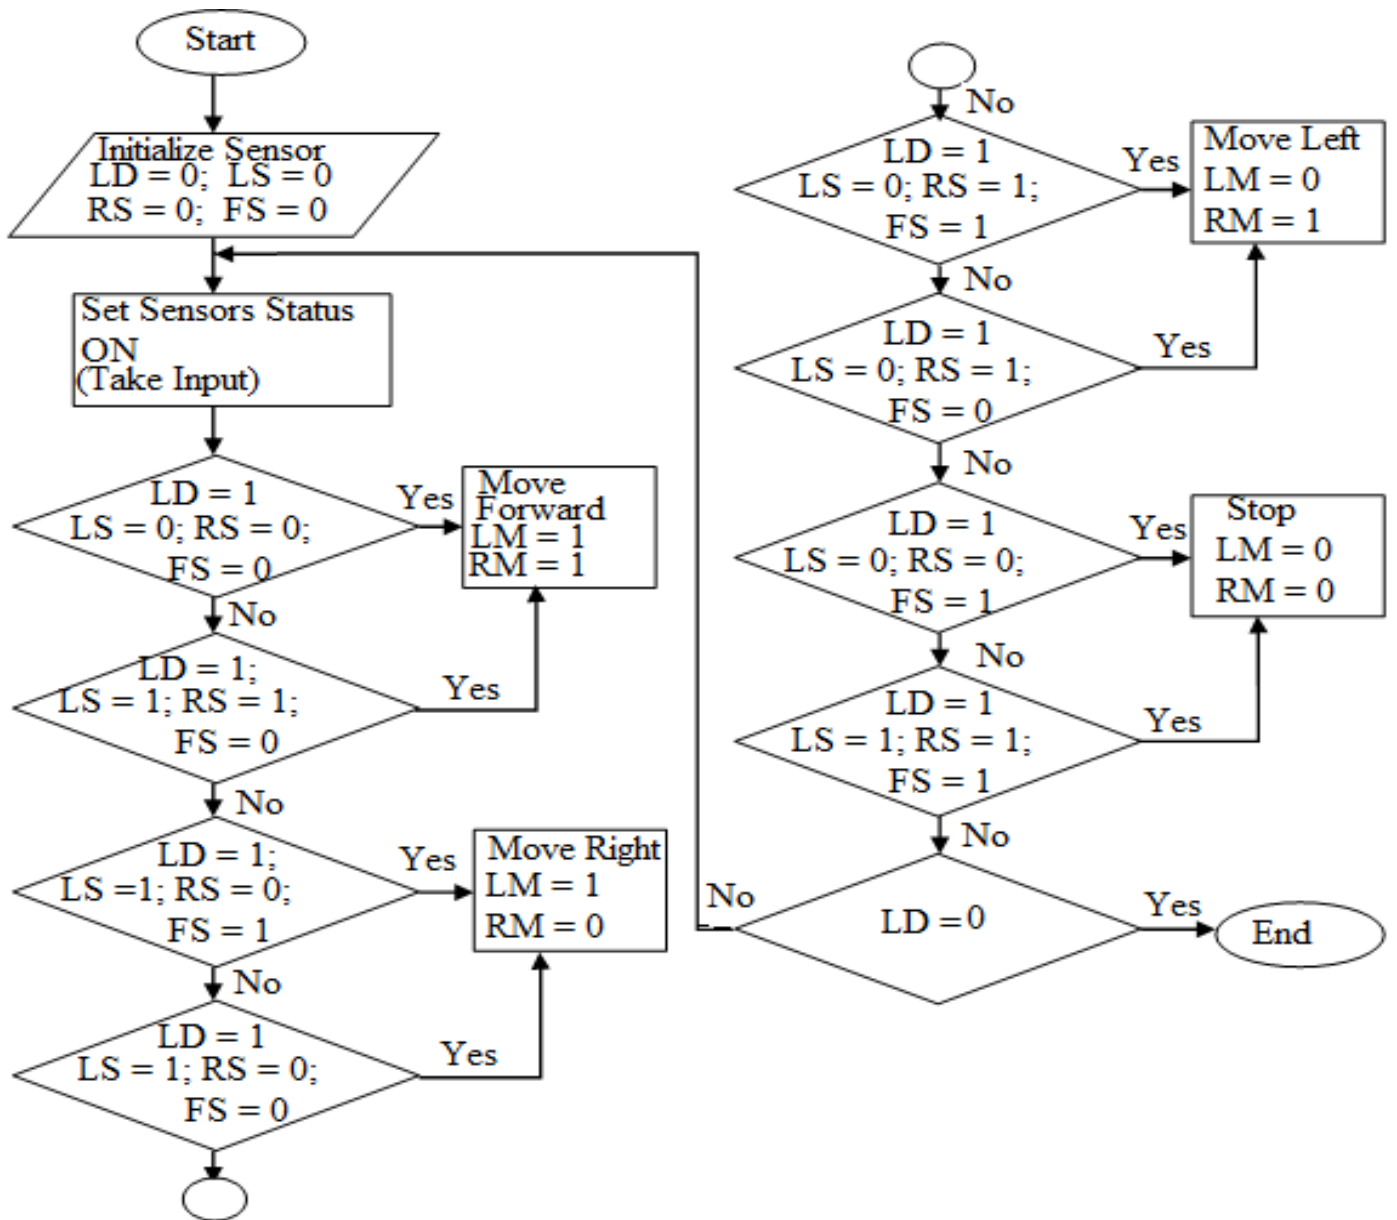 Start
Initialize Sensor
LD = 0; LS = 0
RS = 0; FS = 0
Set Sensors Status
ON
(Take Input)
LD = 1
LS = 0; RS = 0;
FS = 0
Yes
Move
Forward
LM = 1
RM = 1
No
LD = 1;
LS = 1; RS = 1;
FS = 0
Yes
No
LD = 1;
LS =1; RS = 0;
FS = 1
Yes
Move Right
LM = 1
RM = 0
No
LD = 1
LS = 1; RS = 0;
FS = 0
Yes
No
LD = 1
LS = 0; RS = 1;
FS = 1
Yes
Move Left
LM = 0
RM = 1
No
LD = 1
LS = 0; RS = 1;
FS = 0
Yes
No
LD = 1
LS = 0; RS = 0;
FS = 1
Yes
Stop
LM = 0
RM = 0
No
LD = 1
LS = 1; RS = 1;
FS = 1
Yes
No
LD = 0
No
Yes
End